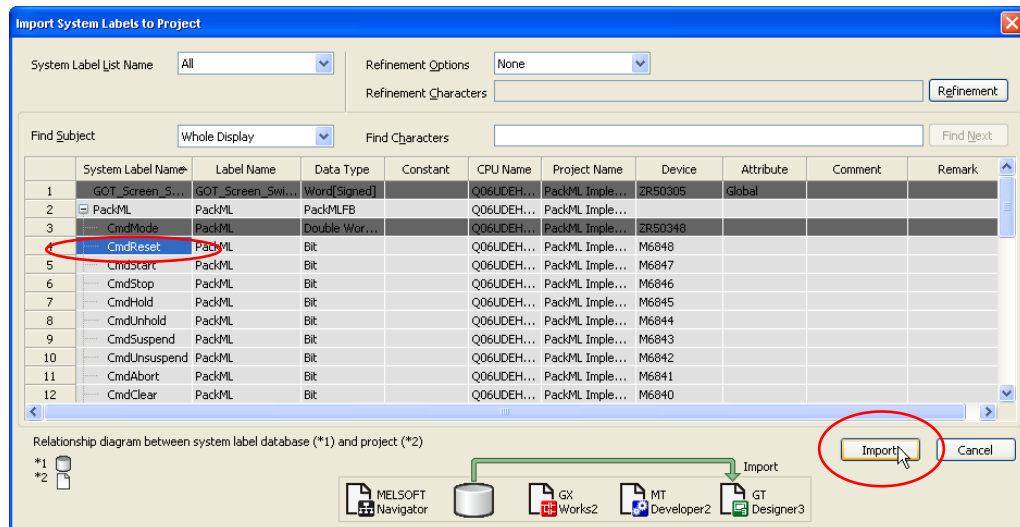 Import System Labels to Project
System Label List Name All Refinement Options None
Refinement Characters Refinement
Find Subject Whole Display Find Characters Find Next
System Label Name Label Name Data Type Constant CPU Name Project Name Device Attribute Comment Remark
1 GOT_Screen_S... GOT_Screen_Swi... Word[Signed] Q06UDEH... PackML Imple... ZR50305 Global
2 PackML PackML PackMLFB Q06UDEH... PackML Imple...
3 CmdMode PackML Double Wor... Q06UDEH... PackML Imple... ZR50348
4 CmdReset PackML Bit Q06UDEH... PackML Imple... M6848
5 CmdStart PackML Bit Q06UDEH... PackML Imple... M6847
6 CmdStop PackML Bit Q06UDEH... PackML Imple... M6846
7 CmdHold PackML Bit Q06UDEH... PackML Imple... M6845
8 CmdUnhold PackML Bit Q06UDEH... PackML Imple... M6844
9 CmdSuspend PackML Bit Q06UDEH... PackML Imple... M6843
10 CmdUnsuspend PackML Bit Q06UDEH... PackML Imple... M6842
11 CmdAbort PackML Bit Q06UDEH... PackML Imple... M6841
12 CmdClear PackML Bit Q06UDEH... PackML Imple... M6840
Relationship diagram between system label database (*1) and project (*2)
*1
*2
Import Cancel
Import
MELSOFT Navigator
GX Works2
MT Developer2
GT Designer3